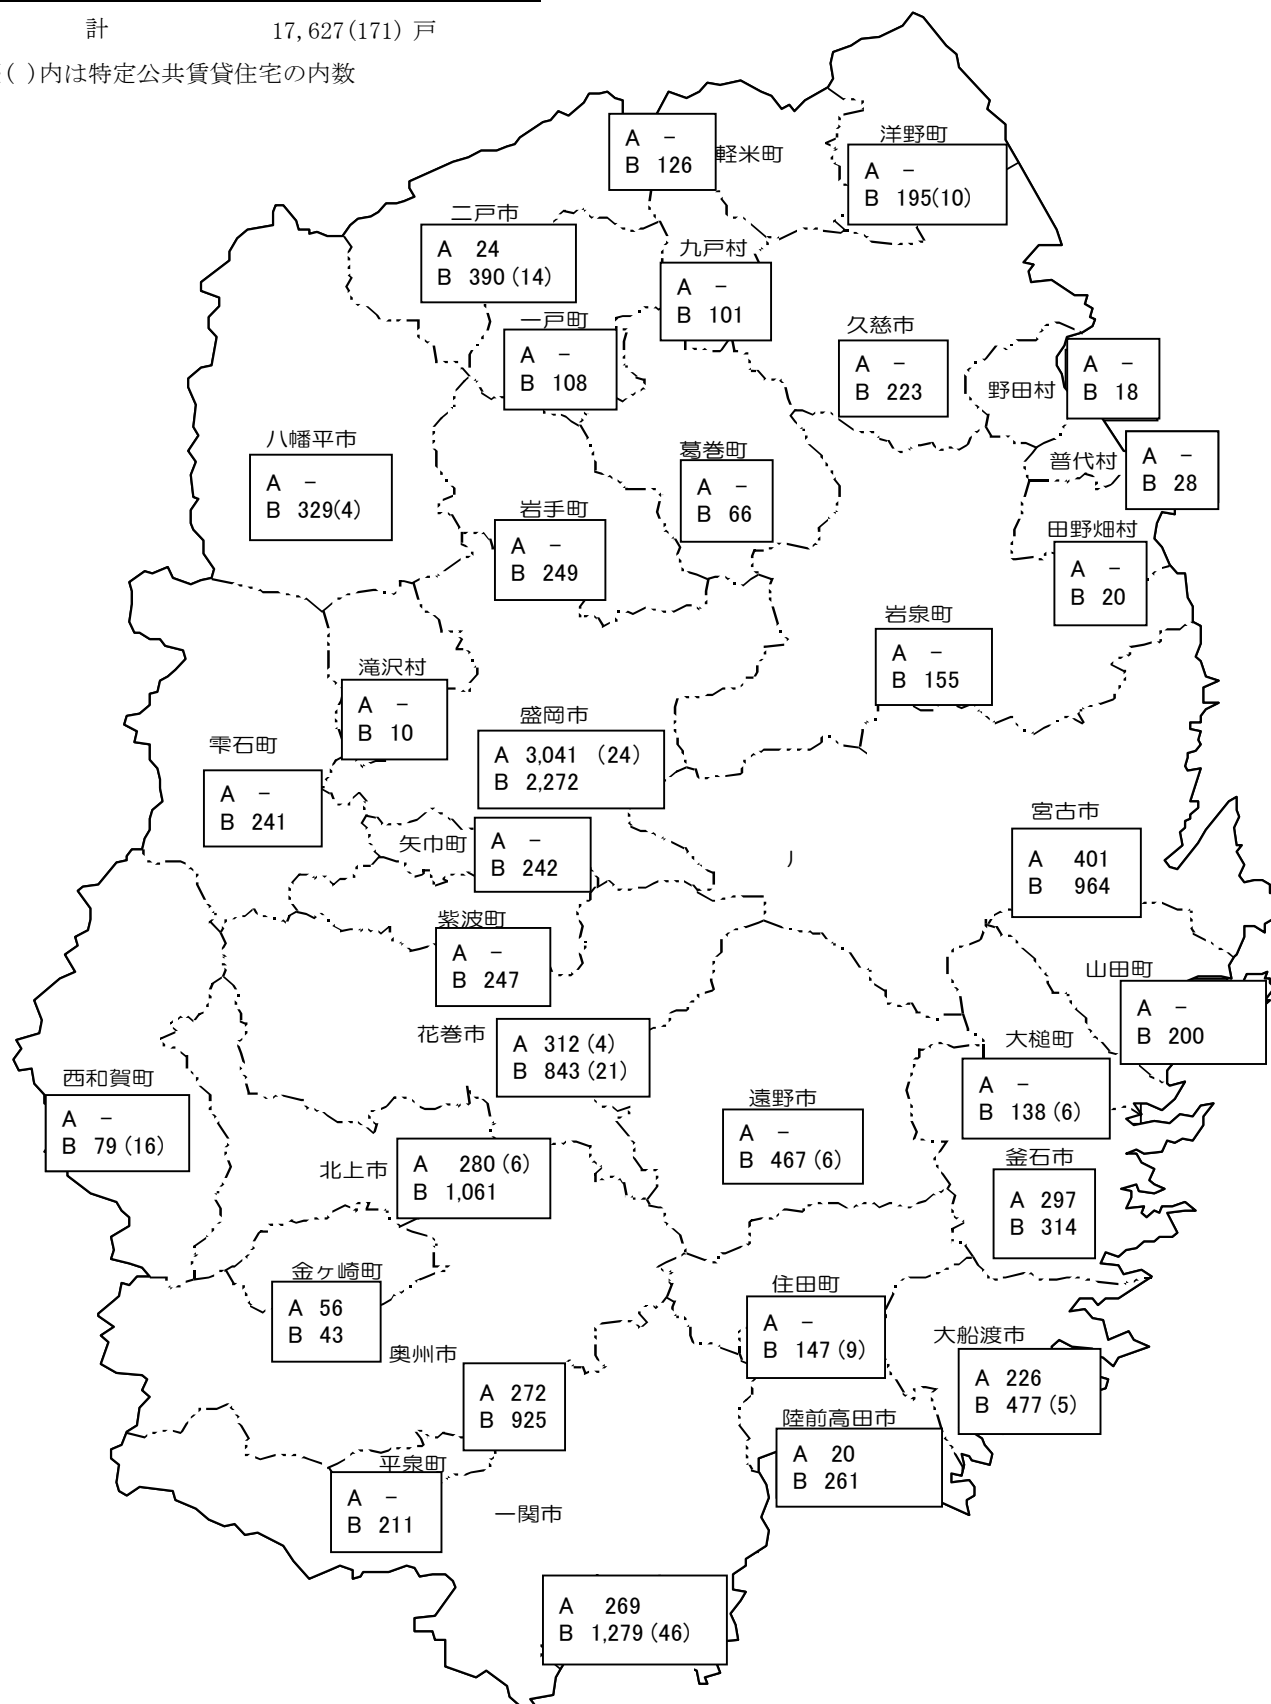 計 17,627(171) 戸
( )内は特定公共賃貸住宅の内数
A －
B 126
軽米町
洋野町
A －
B 195(10)
二戸市
A 24
B 390(14)
九戸村
A －
B 101
一戸町
A －
B 108
久慈市
A －
B 223
野田村
A －
B 18
八幡平市
A －
B 329(4)
葛巻町
A －
B 66
普代村
A －
B 28
岩手町
A －
B 249
田野畑村
A －
B 20
岩泉町
A －
B 155
滝沢村
A －
B 10
盛岡市
A 3,041 (24)
B 2,272
雫石町
A －
B 241
矢巾町
A －
B 242
宮古市
A 401
B 964
紫波町
A －
B 247
山田町
A －
B 200
花巻市
A 312(4)
B 843(21)
大槌町
A －
B 138(6)
西和賀町
A －
B 79(16)
遠野市
A －
B 467(6)
北上市
A 280(6)
B 1,061
釜石市
A 297
B 314
金ヶ崎町
A 56
B 43
住田町
A －
B 147(9)
大船渡市
A 226
B 477(5)
奥州市
A 272
B 925
陸前高田市
A 20
B 261
平泉町
A －
B 211
一関市
A 269
B 1,279(46)